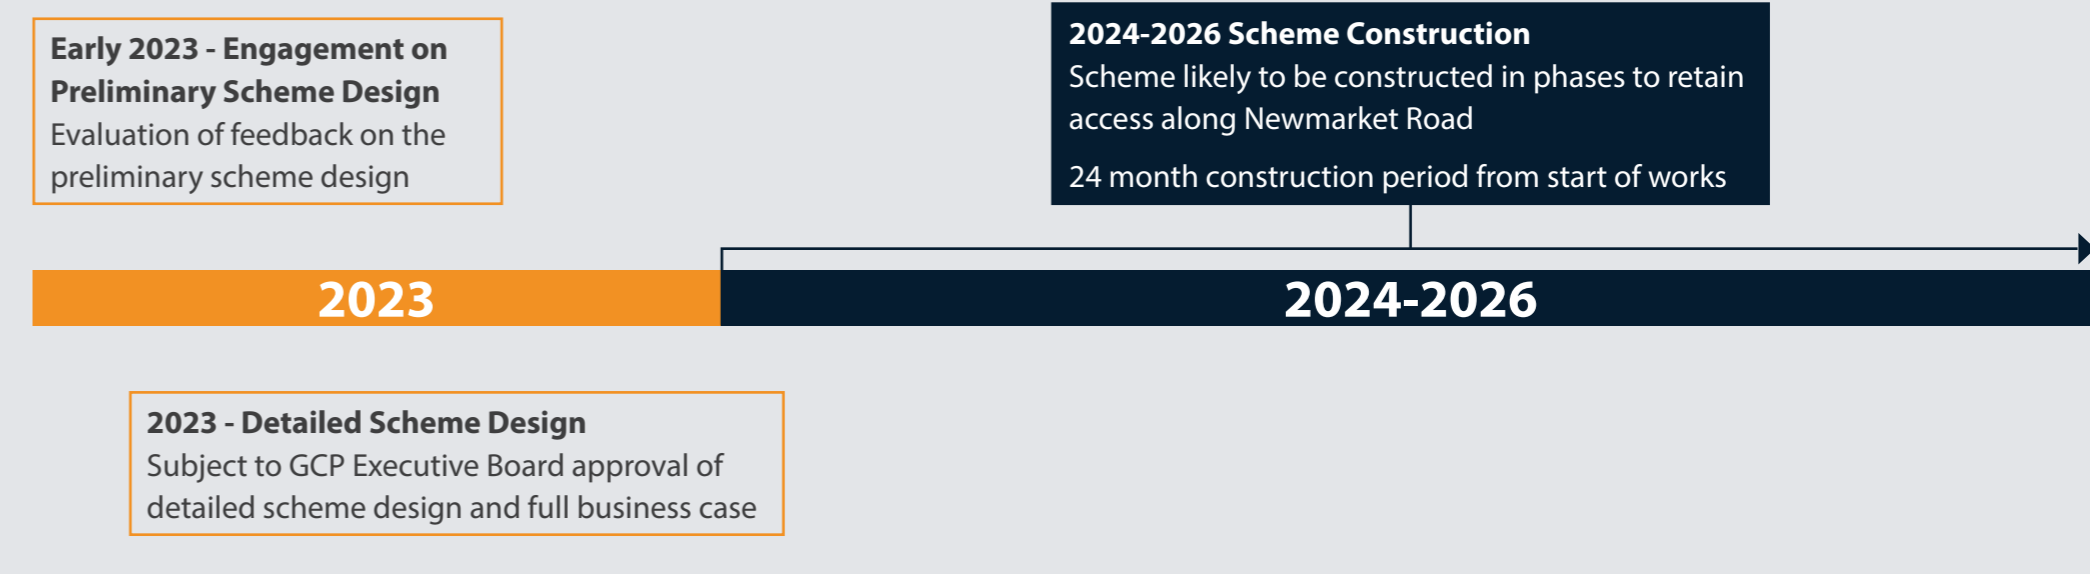 Early 2023 - Engagement on
Preliminary Scheme Design
Evaluation of feedback on the
preliminary scheme design
2024-2026 Scheme Construction
Scheme likely to be constructed in phases to retain
access along Newmarket Road
24 month construction period from start of works
2023
2024-2026
2023 - Detailed Scheme Design
Subject to GCP Executive Board approval of
detailed scheme design and full business case